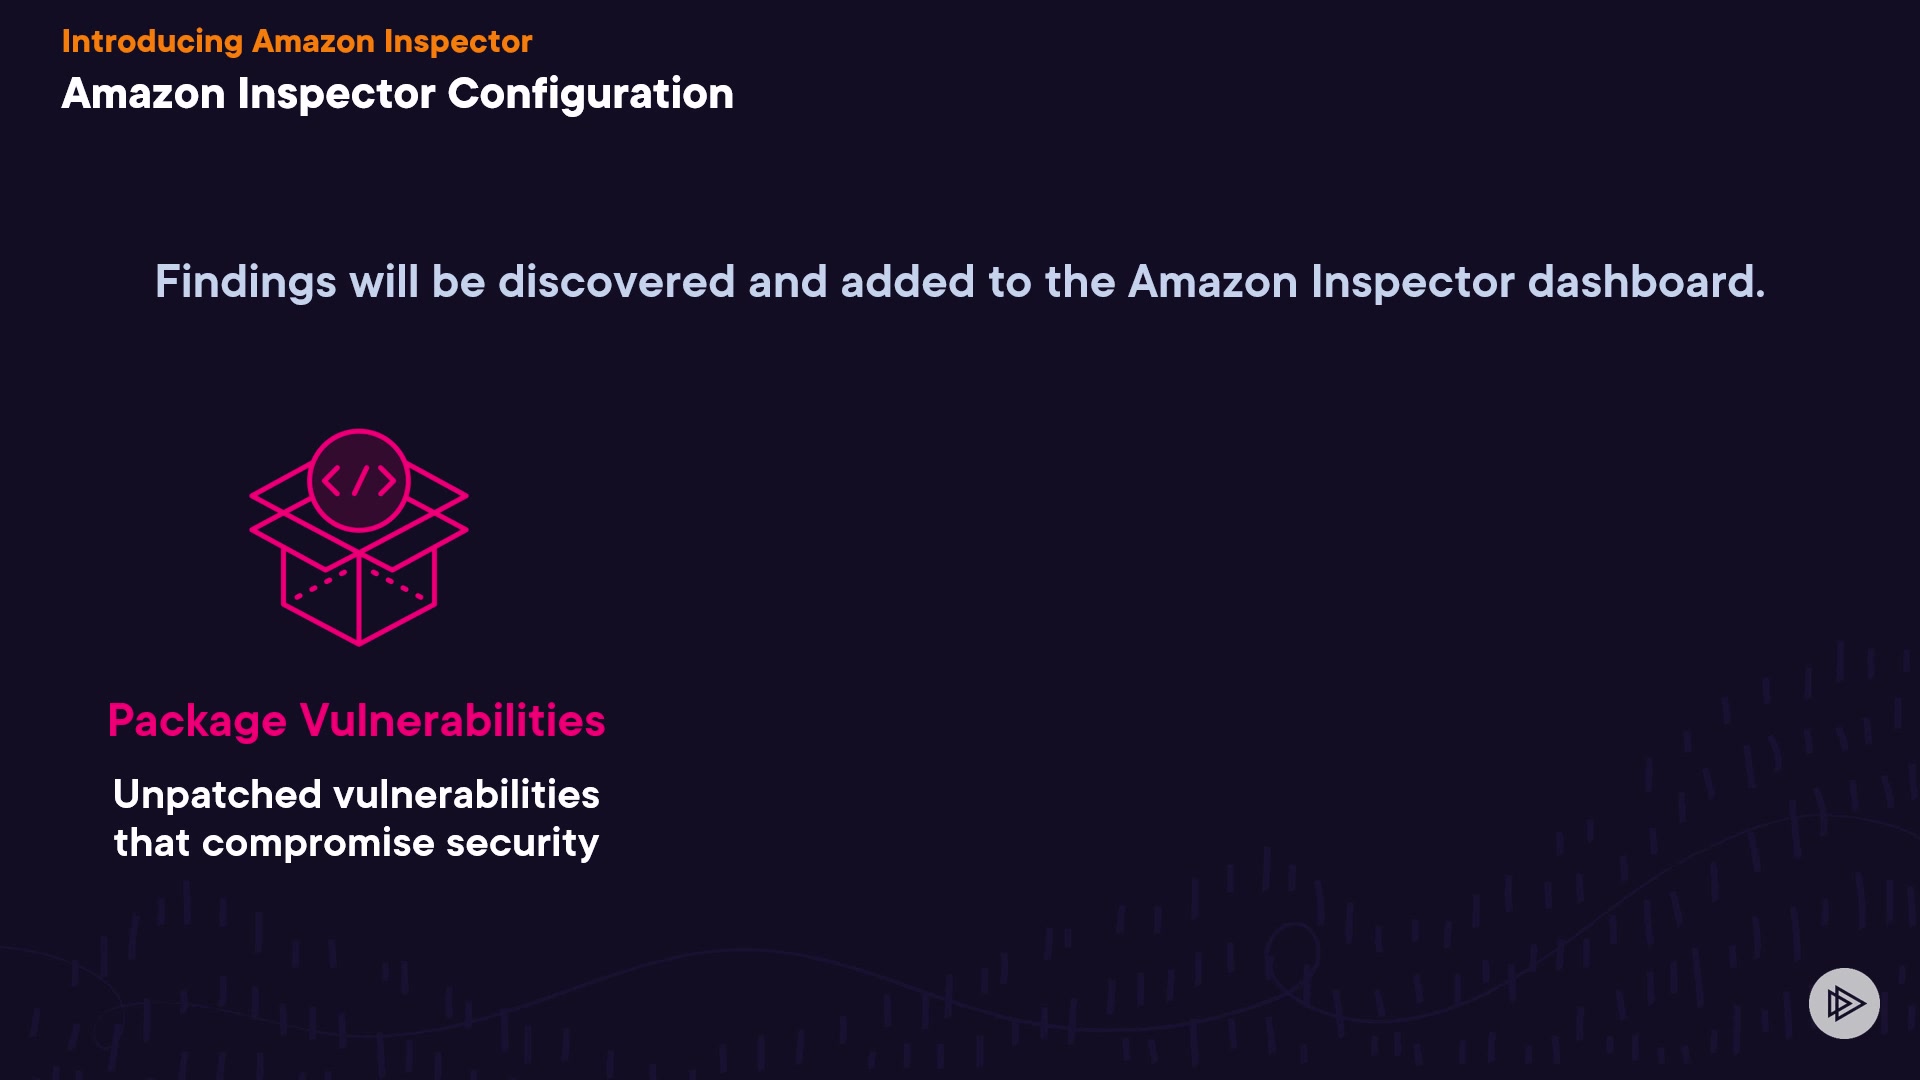 Introducing Amazon Inspector
Amazon Inspector Configuration
Findings will be discovered and added to the Amazon Inspector dashboard.
</>
Package Vulnerabilities
Unpatched vulnerabilities
that compromise security